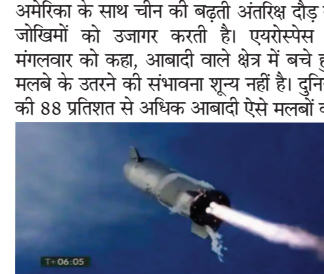 अमेरिका के साथ चीन की बढ़ती अंतरिक्ष दौड़
जोखिमों को उजागर करती है। एयरोस्पेस
मंगलवार को कहा, आबादी वाले क्षेत्र में बचे
मलबे के उतरने की संभावना शून्य नहीं है।
की 88 प्रतिशत से अधिक आबादी ऐसे मलबों
T+06:05